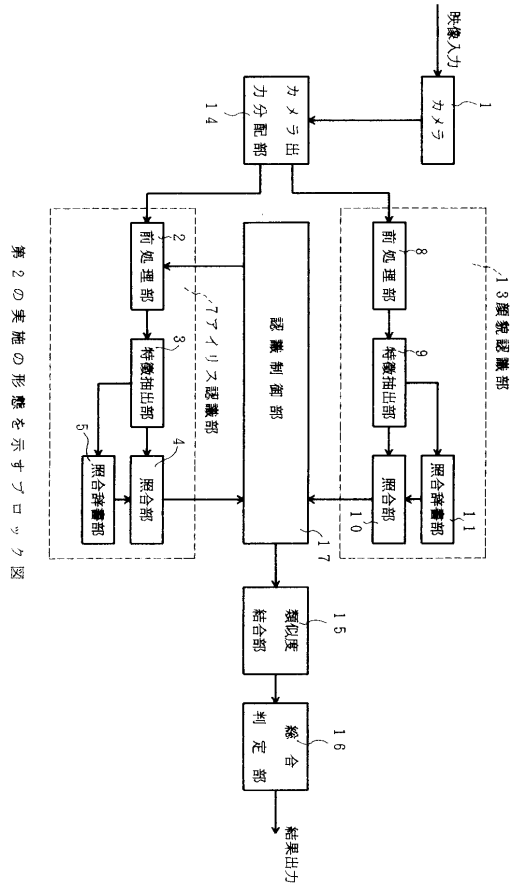 映像入力
1
カメラ
カメラ出
力分配部
14
13顔貌認識部
8
前処理部
9
特徴抽出部
11
照合辞書部
照合部
10
認識制御部
17
7アイリス認識部
2
前処理部
3
特徴抽出部
4
照合部
5
照合辞書部
15
類似度
結合部
16
総合
判定部
結果出力
第2の実施の形態を示すブロック図